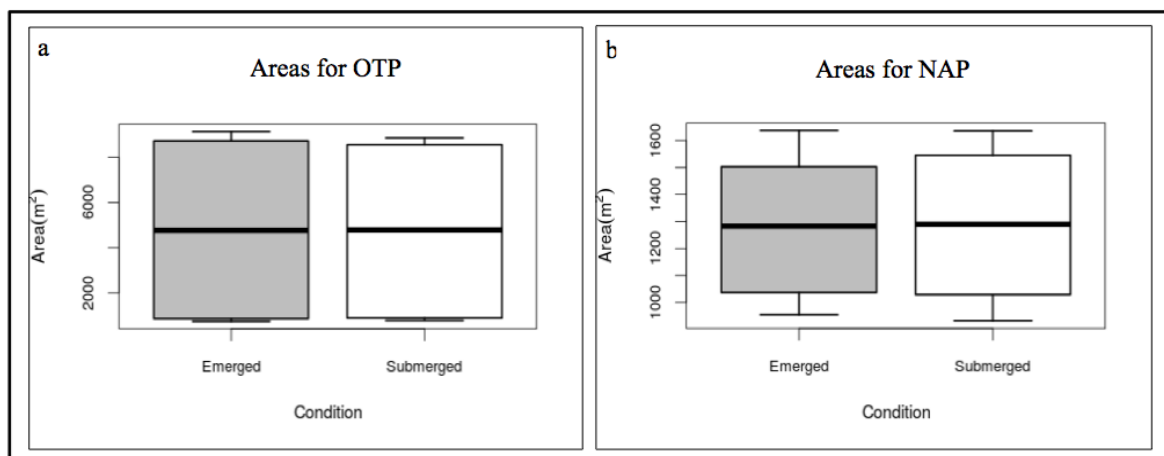 a
Areas for OTP
Area(m²)
6000
2000
Emerged Submerged
Condition
b
Areas for NAP
Area(m²)
1600
1400
1200
1000
Emerged Submerged
Condition